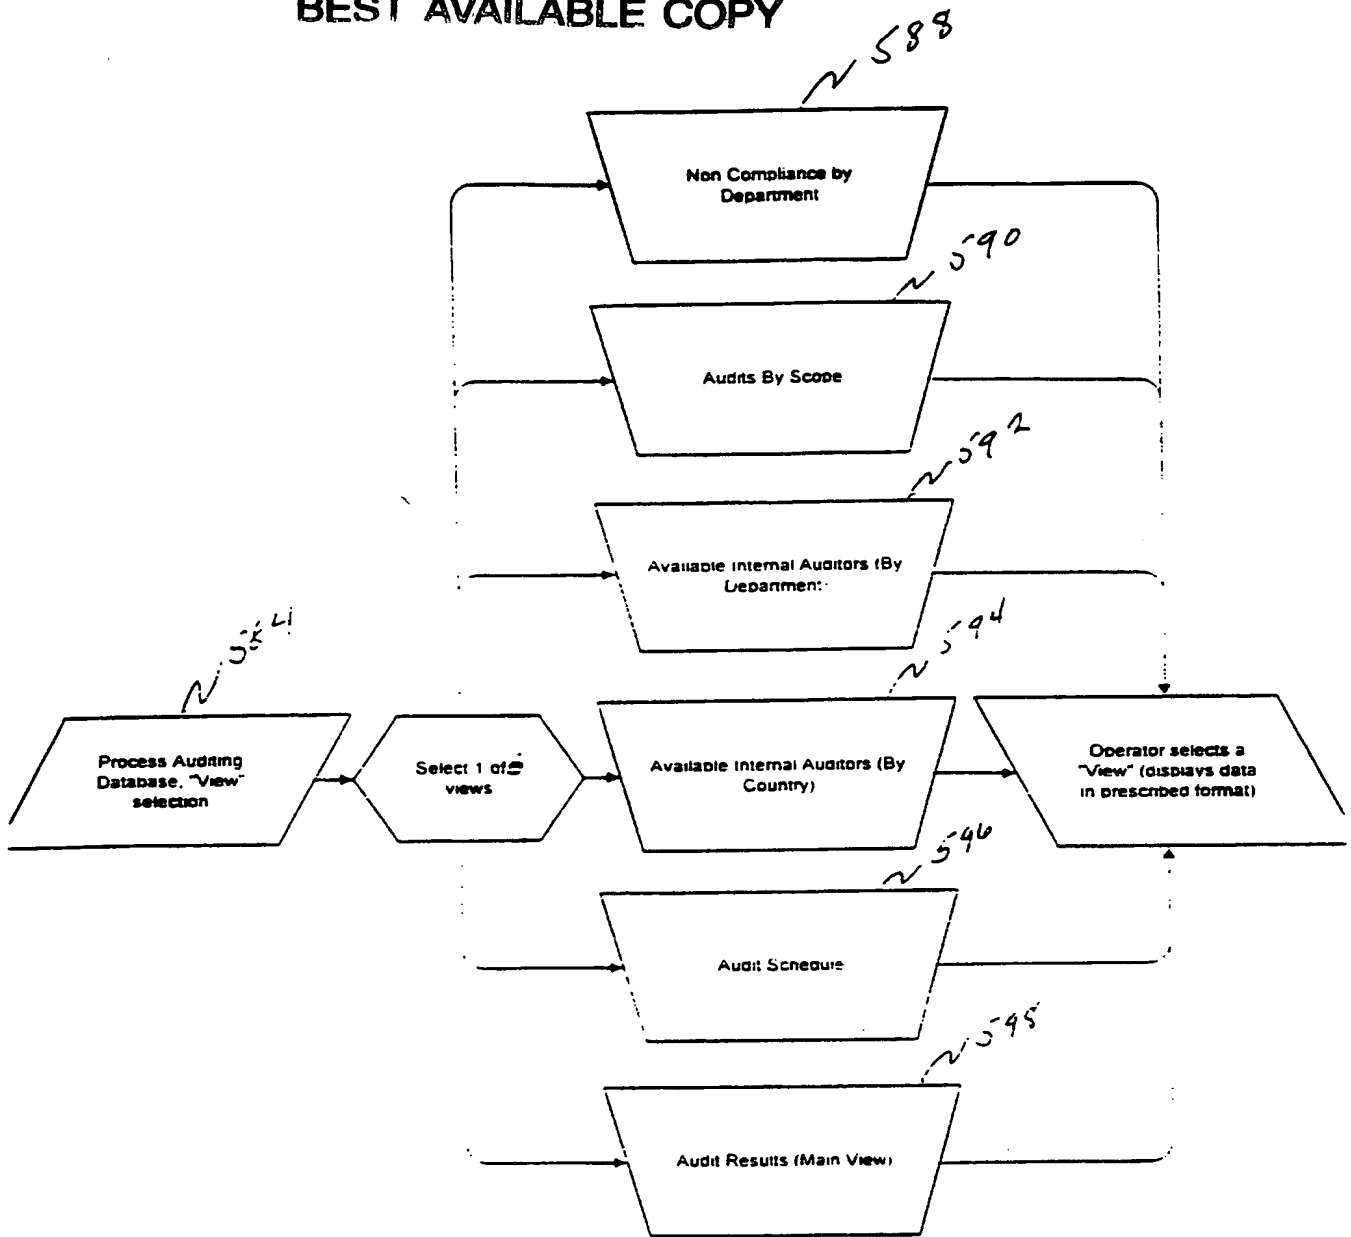 BEST AVAILABLE COPY
588
Non Compliance by
Department
590
Audits By Scope
592
Available Internal Auditors (By
Department
594
Process Auditing
Database, "View"
selection
Select 1 of
views
Available Internal Auditors (By
Country)
Operator selects a
"View" (displays data
in prescribed format)
596
Audit Schedule
Audit Results (Main View)